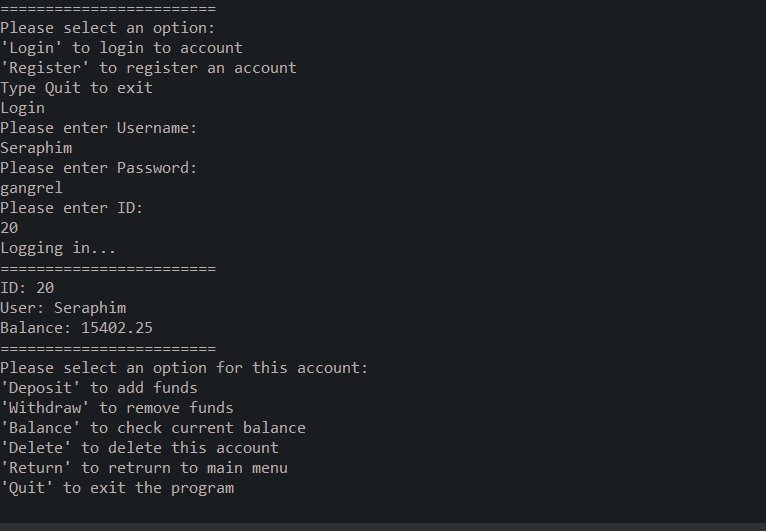 ========================
Please select an option:
'Login' to login to account
'Register' to register an account
Type Quit to exit
Login
Please enter Username:
Seraphim
Please enter Password:
gangrel
Please enter ID:
20
Logging in...
========================
ID: 20
User: Seraphim
Balance: 15402.25
========================
Please select an option for this account:
'Deposit' to add funds
'Withdraw' to remove funds
'Balance' to check current balance
'Delete' to delete this account
'Return' to retrurn to main menu
'Quit' to exit the program